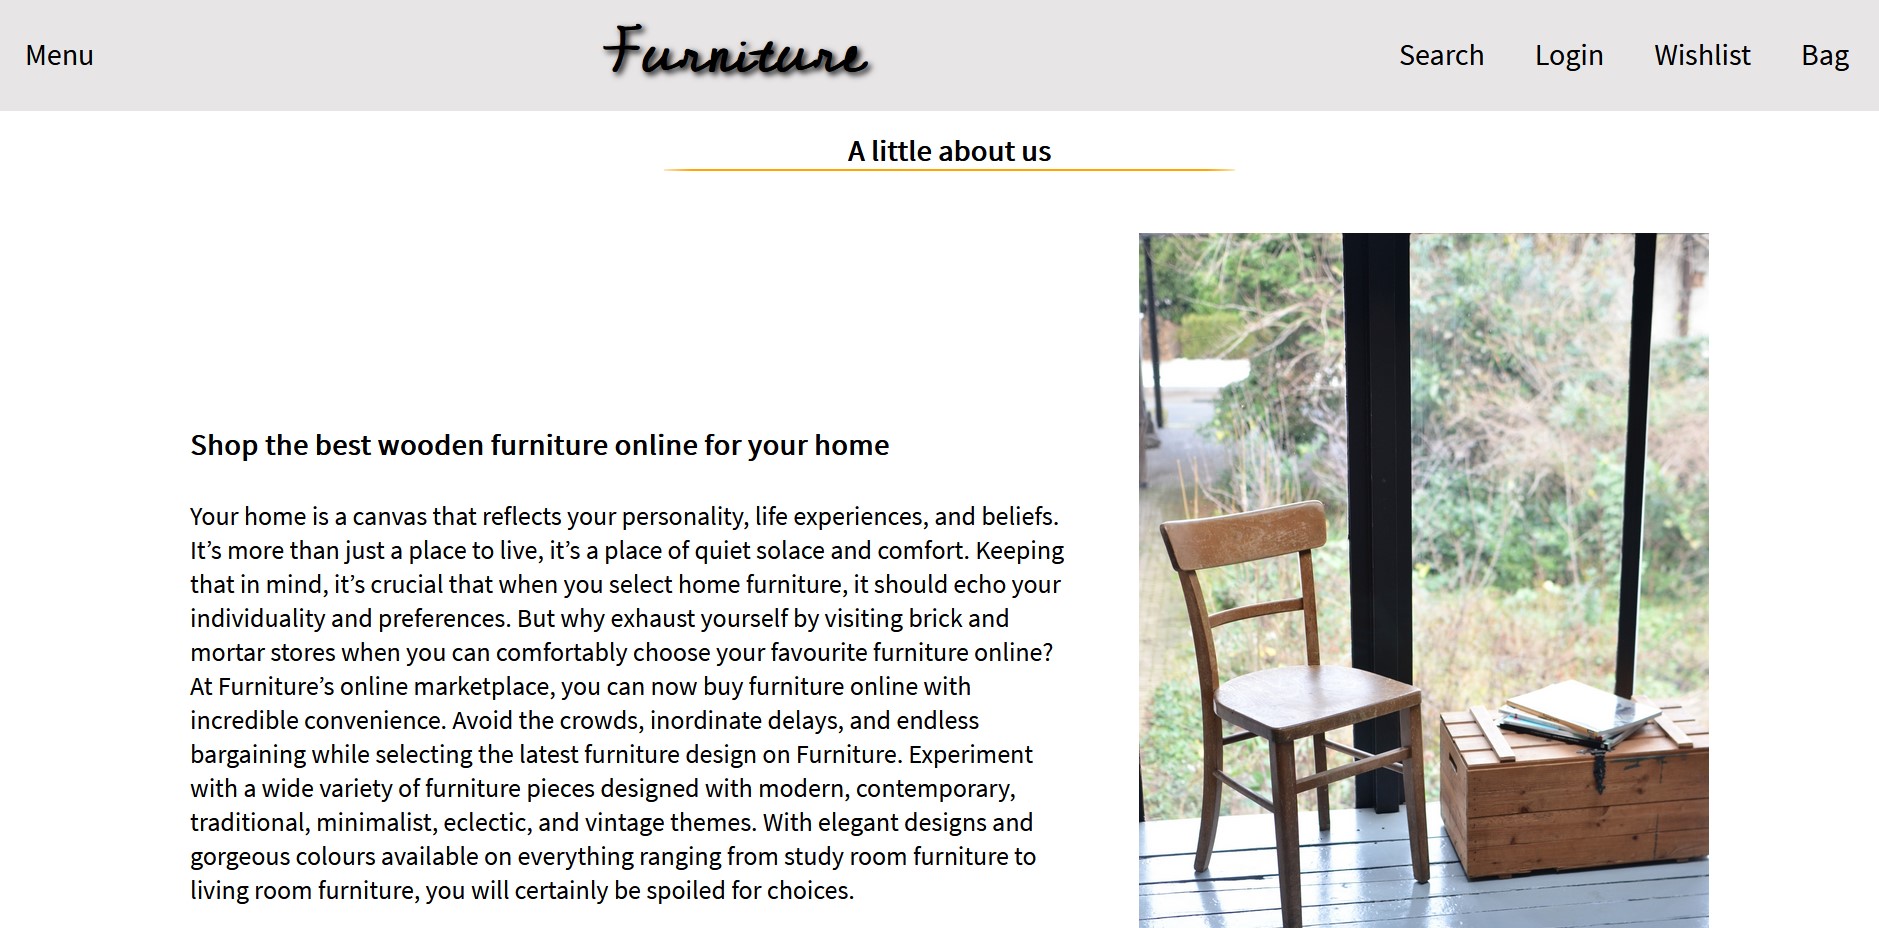 Menu
Furniture
Search
Login
Wishlist
Bag
A little about us
Shop the best wooden furniture online for your home
Your home is a canvas that reflects your personality, life experiences, and beliefs.
It’s more than just a place to live, it’s a place of quiet solace and comfort. Keeping
that in mind, it’s crucial that when you select home furniture, it should echo your
individuality and preferences. But why exhaust yourself by visiting brick and
mortar stores when you can comfortably choose your favourite furniture online?
At Furniture’s online marketplace, you can now buy furniture online with
incredible convenience. Avoid the crowds, inordinate delays, and endless
bargaining while selecting the latest furniture design on Furniture. Experiment
with a wide variety of furniture pieces designed with modern, contemporary,
traditional, minimalist, eclectic, and vintage themes. With elegant designs and
gorgeous colours available on everything ranging from study room furniture to
living room furniture, you will certainly be spoiled for choices.